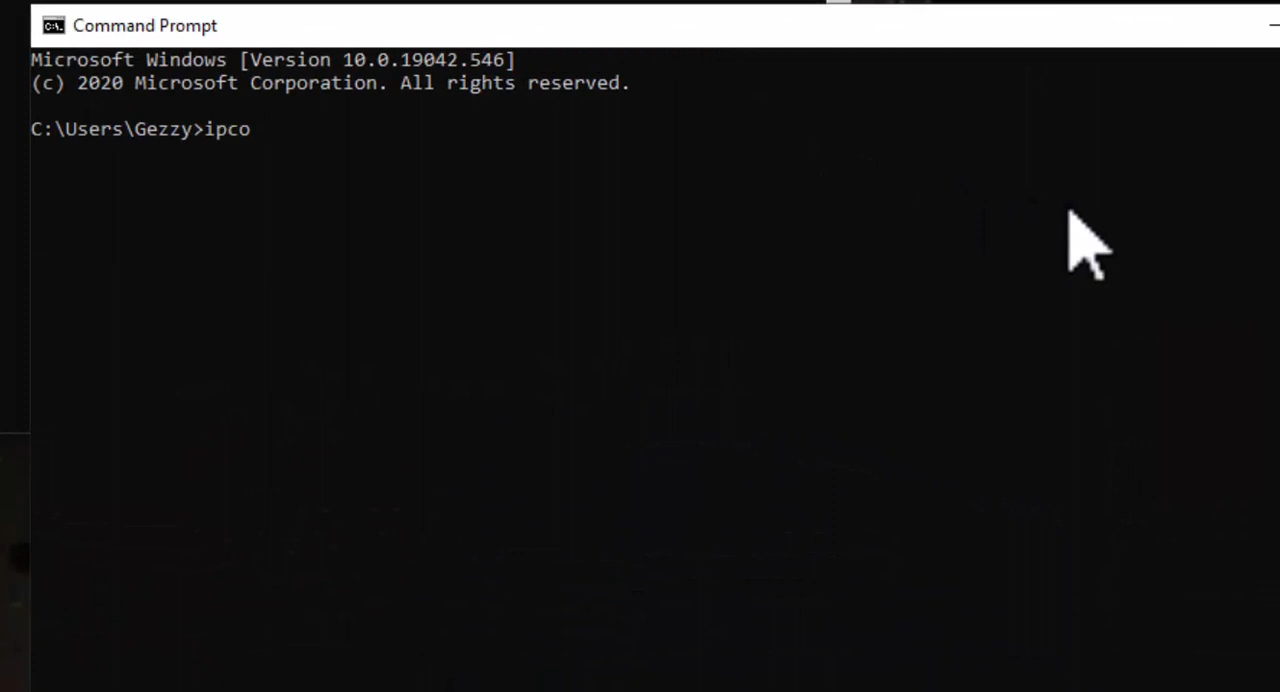 Command Prompt
Microsoft Windows [Version 10.0.19042.546]
(c) 2020 Microsoft Corporation. All rights reserved.
C:\Users\Gezzy>ipco